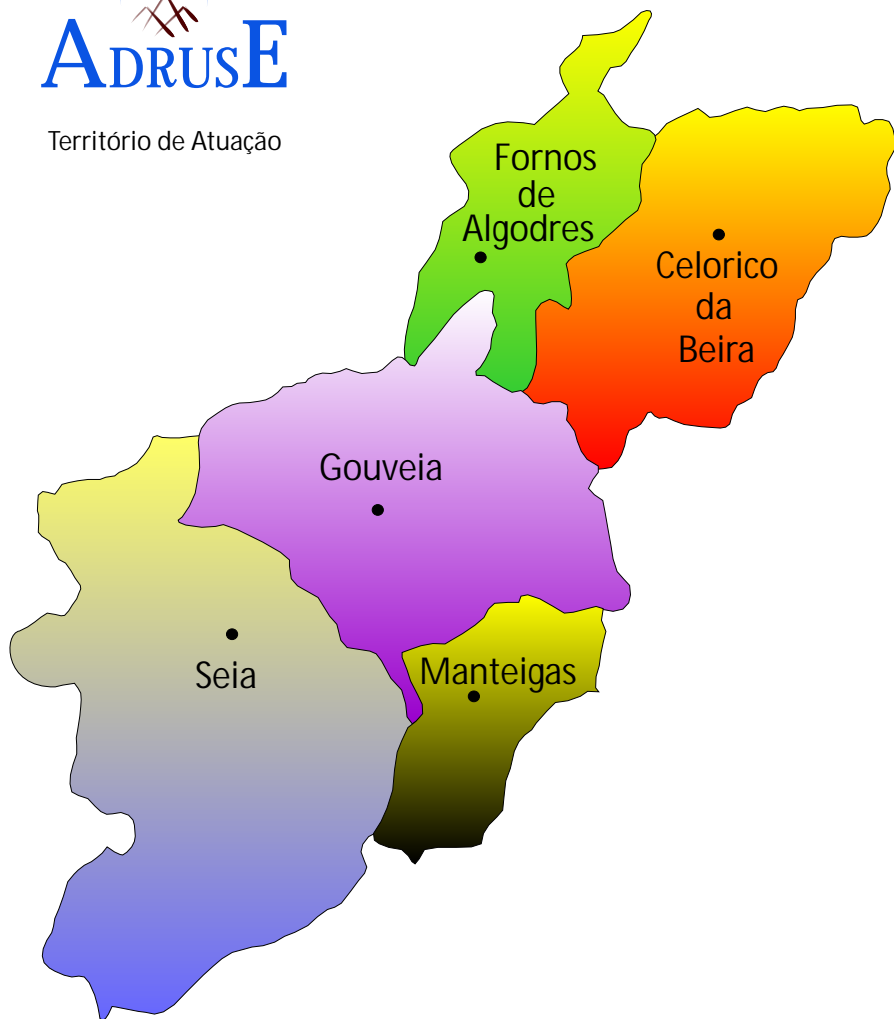 ADRUSE
Território de Atuação
Fornos
de
Algodres
Celorico
da
Beira
Gouveia
Seia
Manteigas